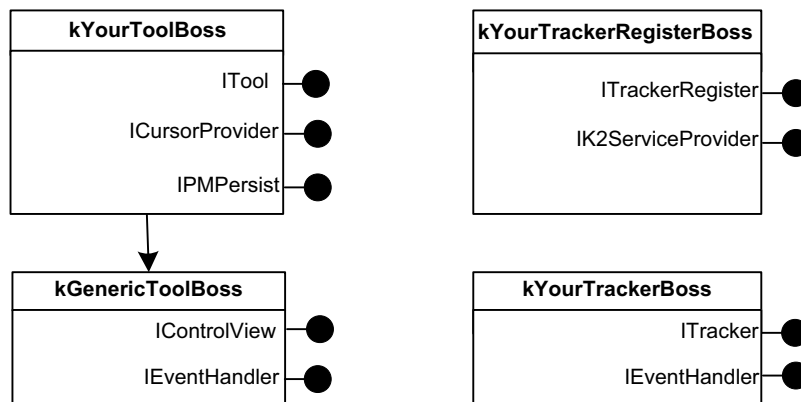 kYourToolBoss
ITool
ICursorProvider
IPMPersist
kYourTrackerRegisterBoss
ITrackerRegister
IK2ServiceProvider
kGenericToolBoss
IControlView
IEventHandler
kYourTrackerBoss
ITracker
IEventHandler